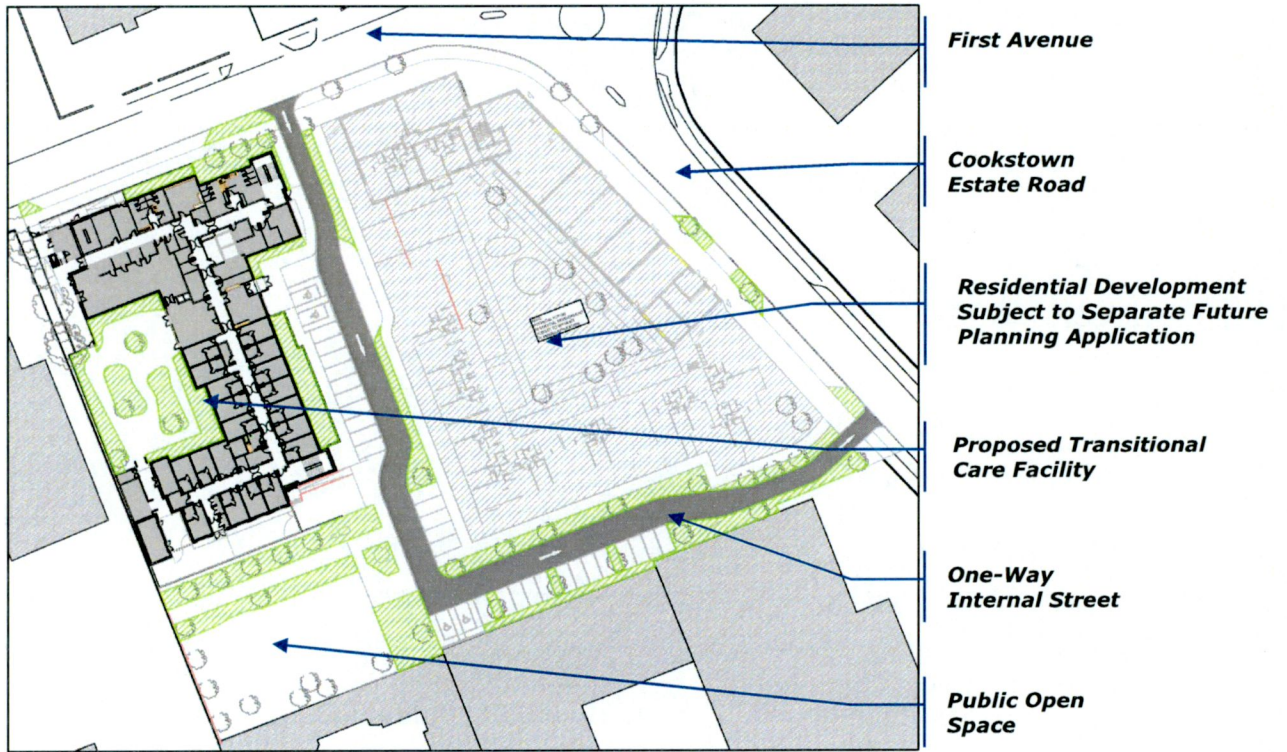 First Avenue
Cookstown
Estate Road
Residential Development
Subject to Separate Future
Planning Application
Proposed Transitional
Care Facility
One-Way
Internal Street
Public Open
Space